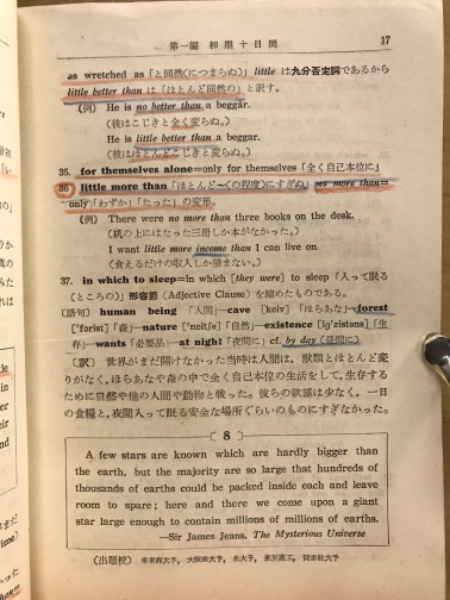 第一編 初期十日間 17
as wretched as「と同然(につまらぬ)」little は九分否定詞であるから
little better than は「ほとんど同然の」と訳す。
(例) He is no better than a beggar.
(彼はこじきと全く変らぬ。)
He is little better than a beggar.
(彼はほとんどこじきと変らぬ。)
35. for themselves alone=only for themselves「全く自己本位に」
36 little more than「ほとんど〜(の程度)にすぎぬ」no more than=
only「わずか」「たった」の変形。
(例) There were no more than three books on the desk.
(机の上にはたった三冊しか本がなかった。)
I want little more income than I can live on.
(食えるだけの収入しか望まない。)
37. in which to sleep=in which [they were] to sleep「入って眠る
(ところの)」形容節 (Adjective Clause) を縮めたものである。
[語句] human being「人間」—cave [keiv]「ほらあな」—forest
['forist]「森」—nature ['neitʃə]「自然」—existence [ig'zistəns]「生
存」—wants「必要品」—at night「夜間に」cf. by day (昼間に)
[訳] 世界がまだ開けなかった当時は人間は,獣類とほとんど変
りがなく,ほらあなや森の中で全く自己本位の生活をして,生存する
ために自然や他の人間や動物と戦った。彼らの欲望は少なく,一日
の食糧と,夜間入って眠る安全な場所ぐらいのものにすぎなかった。
[ 8 ]
A few stars are known which are hardly bigger than
the earth, but the majority are so large that hundreds of
thousands of earths could be packed inside each and leave
room to spare; here and there we come upon a giant
star large enough to contain millions of millions of earths.
—Sir James Jeans, The Mysterious Universe
(出題校)